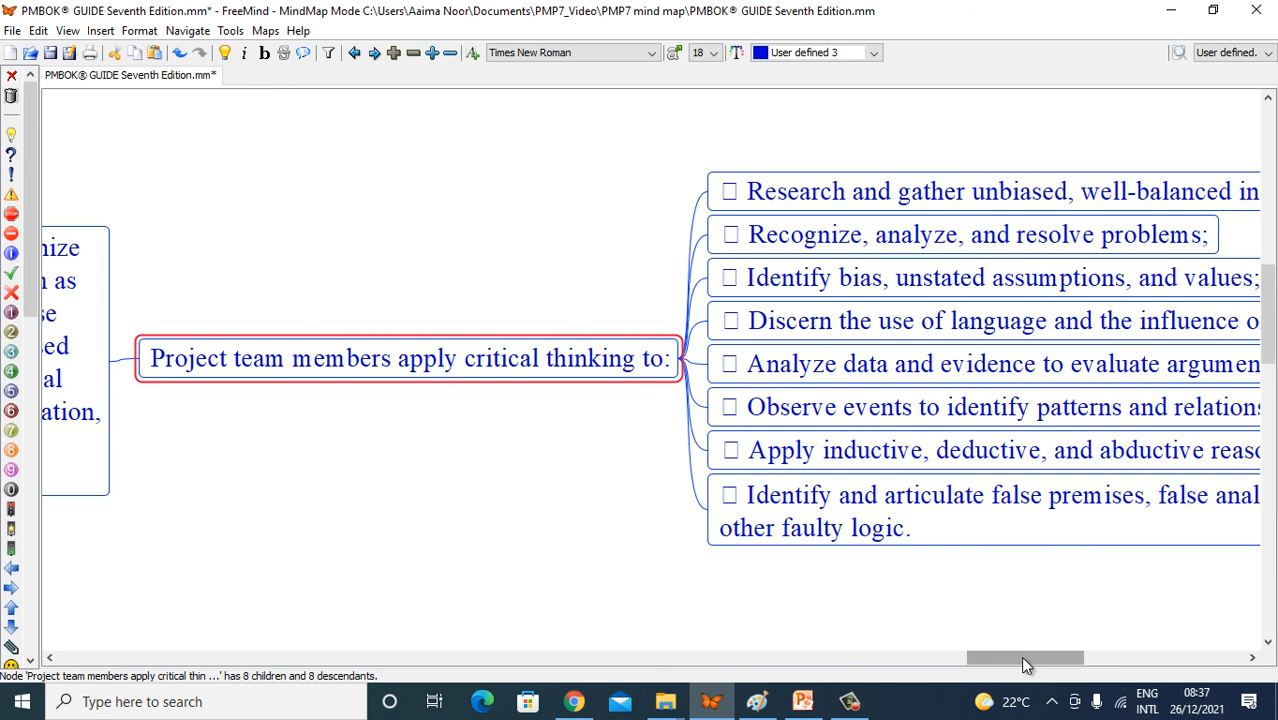 PMBOK® GUIDE Seventh Edition.mm* - FreeMind - MindMap Mode C:\Users\Aaima Noor\Documents\PMP7_Video\PMP7 mind map\PMBOK® GUIDE Seventh Edition.mm
File Edit View Insert Format Navigate Tools Maps Help
Times New Roman 18 User defined 3 User defined.
PMBOK® GUIDE Seventh Edition.mm*
nize
n as
se
ed
al
ation,
Project team members apply critical thinking to:
Research and gather unbiased, well-balanced in
Recognize, analyze, and resolve problems;
Identify bias, unstated assumptions, and values;
Discern the use of language and the influence o
Analyze data and evidence to evaluate argumen
Observe events to identify patterns and relations
Apply inductive, deductive, and abductive reaso
Identify and articulate false premises, false anal
other faulty logic.
Node 'Project team members apply critical thin ...' has 8 children and 8 descendants.
Type here to search
22°C
ENG
INTL
08:37
26/12/2021